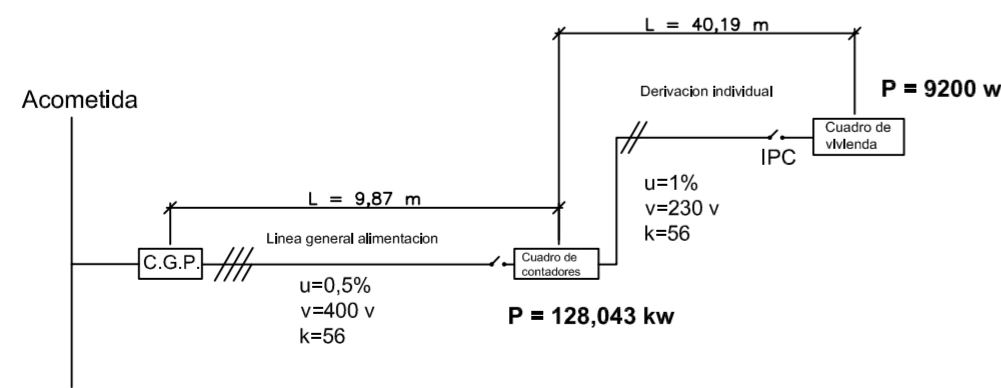 L = 40,19 m
Acometida
Derivacion individual
P = 9200 w
Cuadro de
vivienda
IPC
u=1%
v=230 v
k=56
L = 9,87 m
Linea general alimentacion
C.G.P.
Cuadro de
contadores
u=0,5%
v=400 v
k=56
P = 128,043 kw